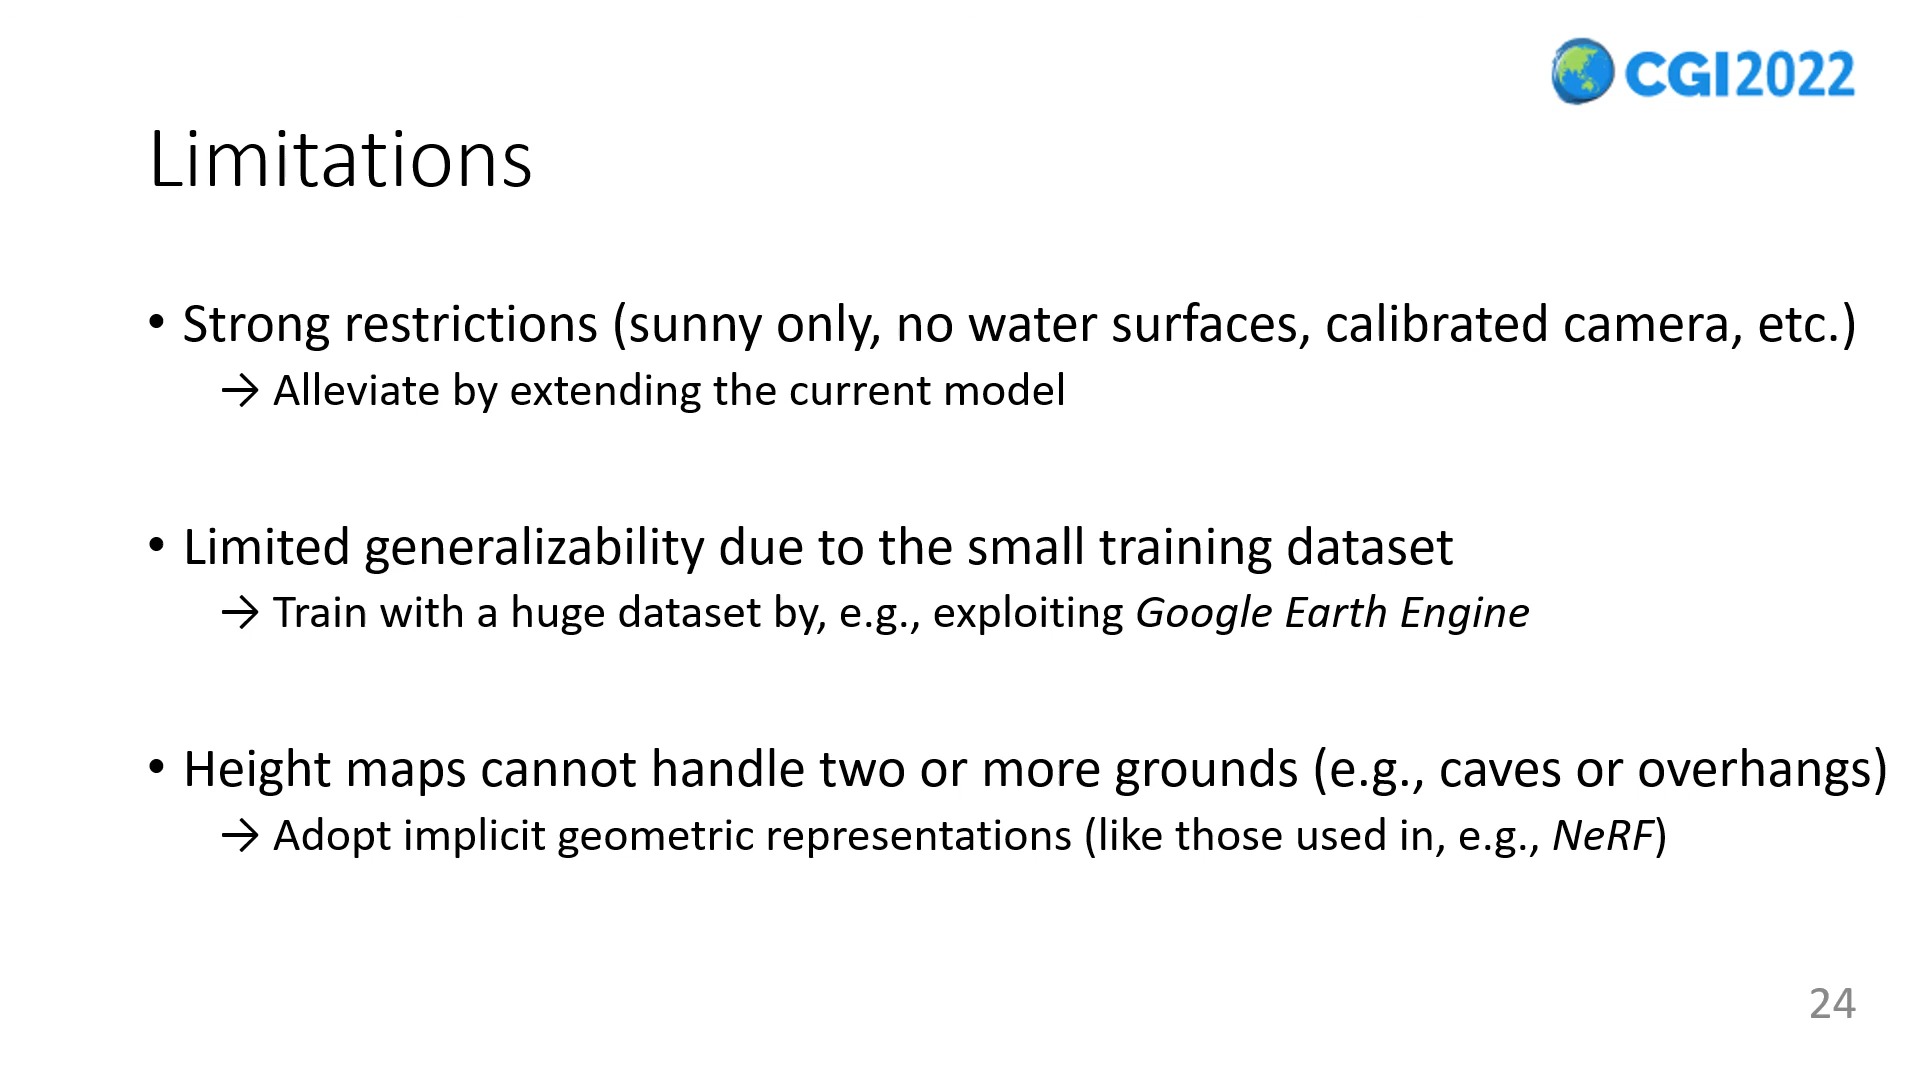 CGI2022
Limitations
• Strong restrictions (sunny only, no water surfaces, calibrated camera, etc.)
→ Alleviate by extending the current model
• Limited generalizability due to the small training dataset
→ Train with a huge dataset by, e.g., exploiting Google Earth Engine
• Height maps cannot handle two or more grounds (e.g., caves or overhangs)
→ Adopt implicit geometric representations (like those used in, e.g., NeRF)
24